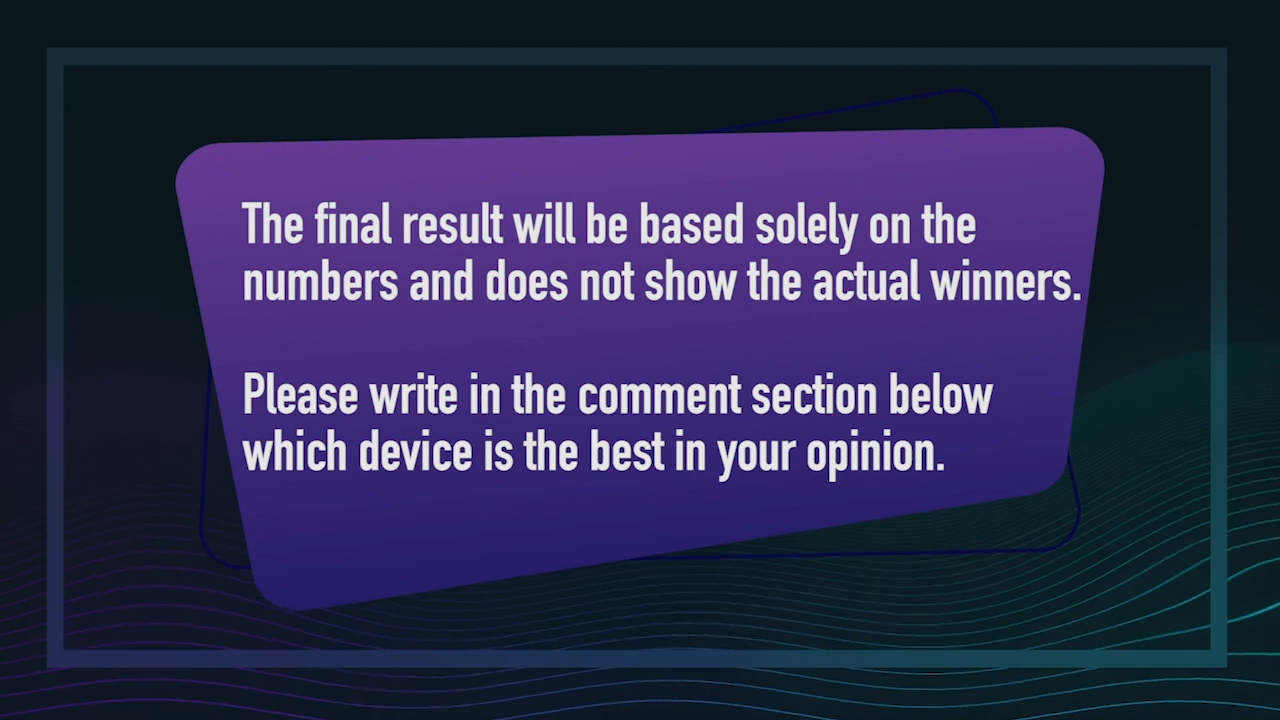 The final result will be based solely on the
numbers and does not show the actual winners.
Please write in the comment section below
which device is the best in your opinion.